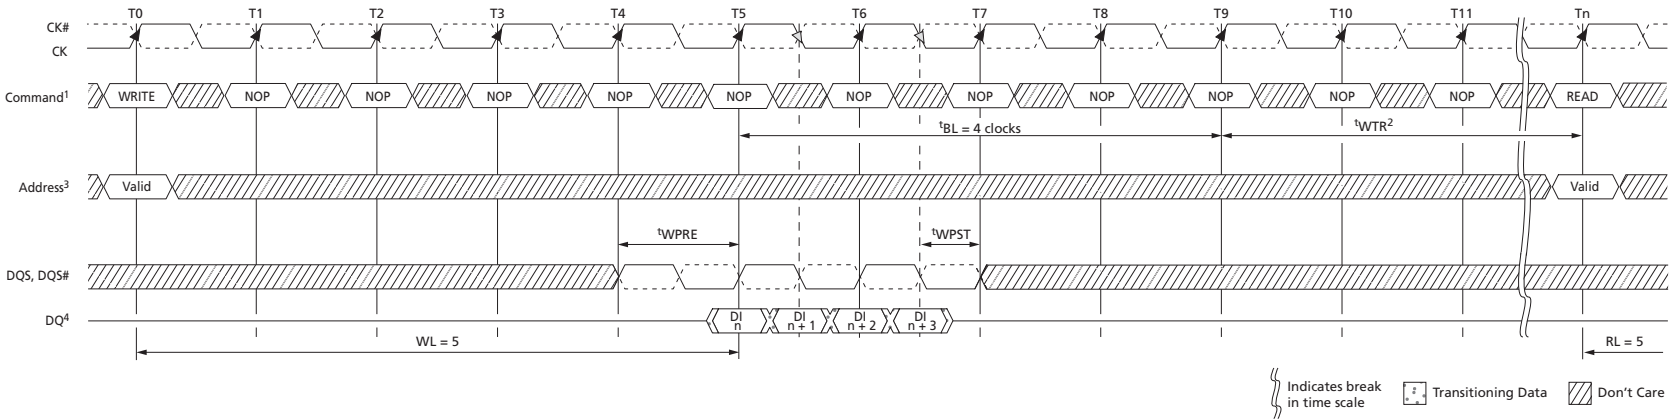 T0 T1 T2 T3 T4 T5 T6 T7 T8 T9 T10 T11 Tn
CK#
CK
Command¹ WRITE NOP NOP NOP NOP NOP NOP NOP NOP NOP NOP NOP READ
ᵗBL = 4 clocks ᵗWTR²
Address³ Valid Valid
ᵗWPRE ᵗWPST
DQS, DQS#
DQ⁴ DI n DI n + 1 DI n + 2 DI n + 3
WL = 5 RL = 5
Indicates break
in time scale
Transitioning Data
Don't Care